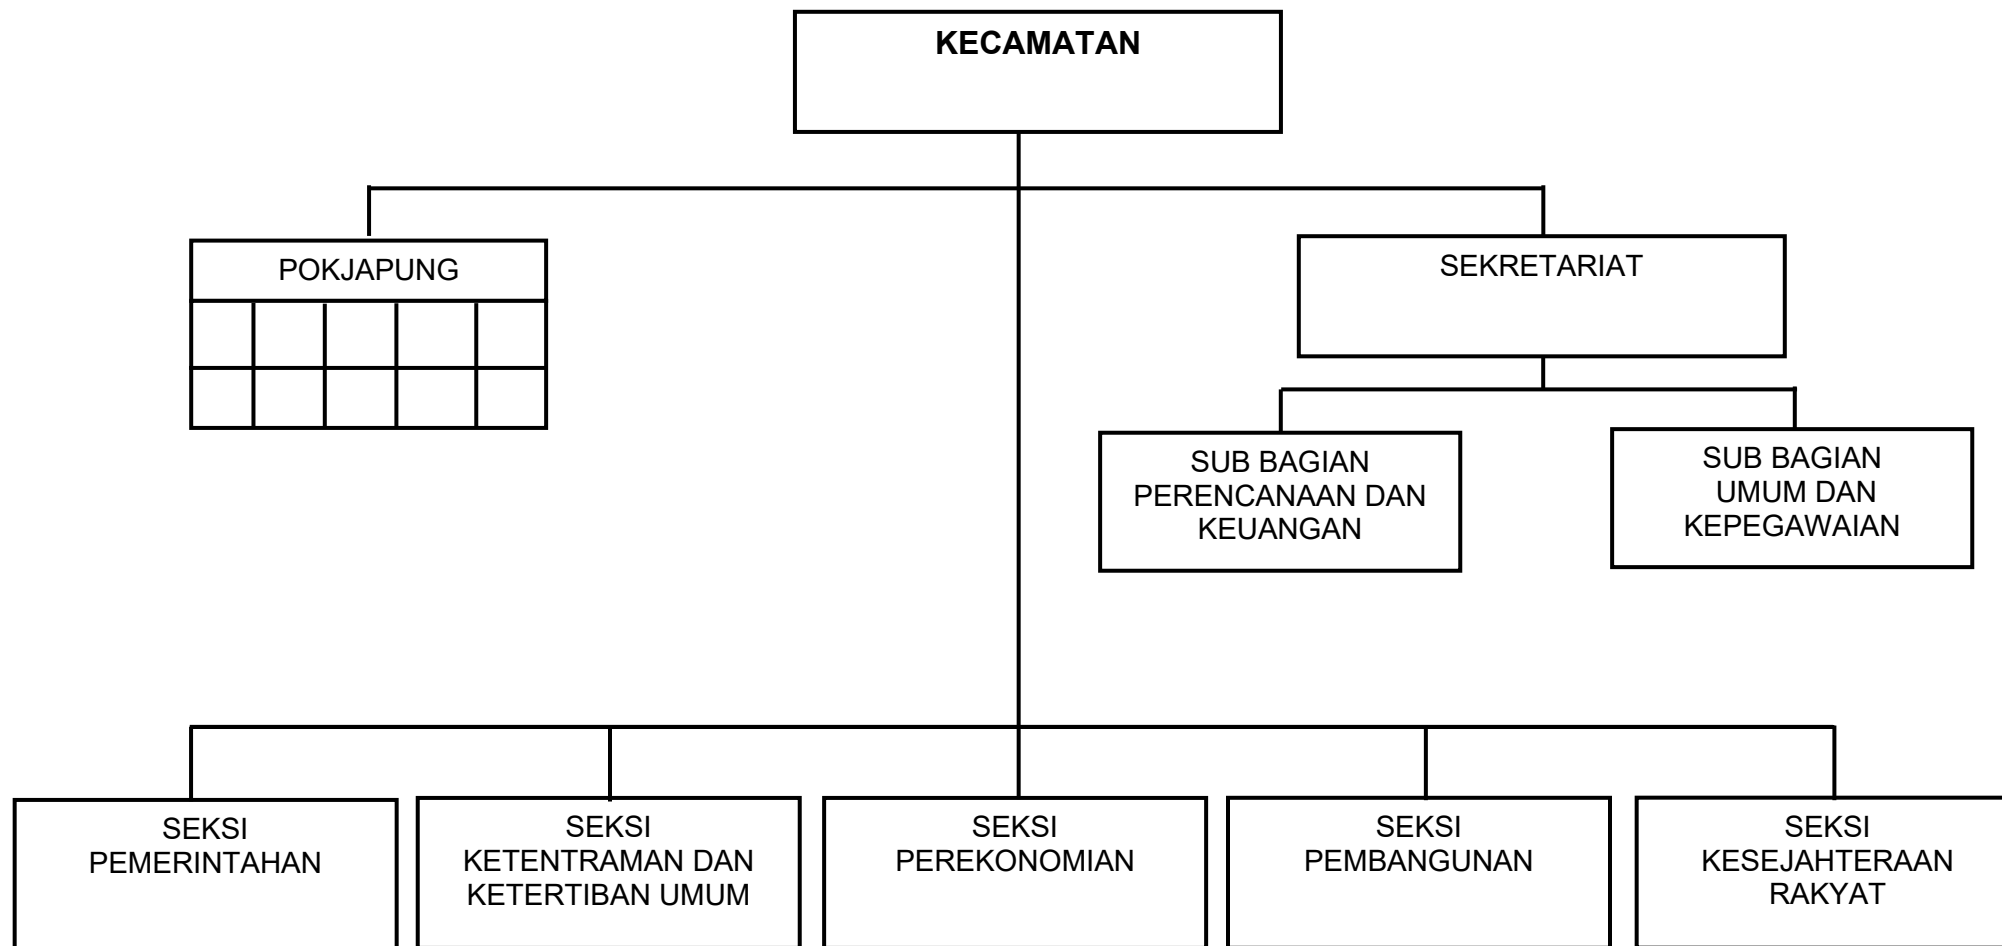 KECAMATAN
POKJAPUNG
SEKRETARIAT
SUB BAGIAN
PERENCANAAN DAN
KEUANGAN
SUB BAGIAN
UMUM DAN
KEPEGAWAIAN
SEKSI
PEMERINTAHAN
SEKSI
KETENTRAMAN DAN
KETERTIBAN UMUM
SEKSI
PEREKONOMIAN
SEKSI
PEMBANGUNAN
SEKSI
KESEJAHTERAAN
RAKYAT